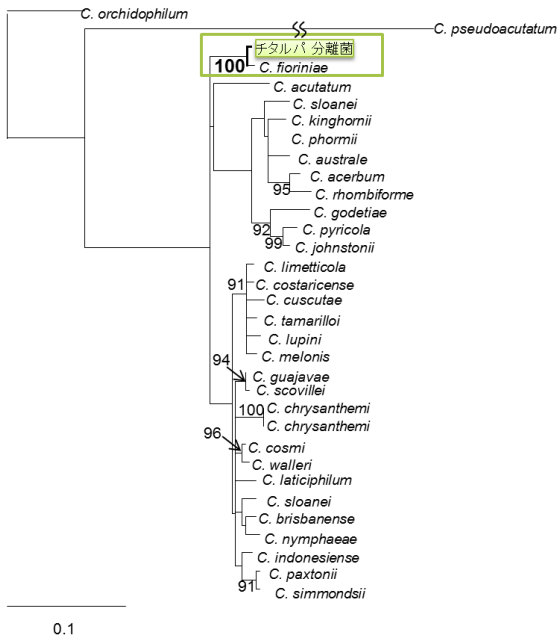 C. orchidophilum
C. pseudoacutatum
チタルパ 分離菌
100
C. fioriniae
C. acutatum
C. sloanei
C. kinghornii
C. phormii
C. australe
C. acerbum
95
C. rhombiforme
C. godetiae
92
C. pyricola
99
C. johnstonii
C. limetticola
91
C. costaricense
C. cuscutae
C. tamarilloi
C. lupini
C. melonis
94
C. guajavae
C. scovillei
100
C. chrysanthemi
C. chrysanthemi
96
C. cosmi
C. walleri
C. laticiphilum
C. sloanei
C. brisbanense
C. nymphaeae
C. indonesiense
C. paxtonii
91
C. simmondsii
0.1